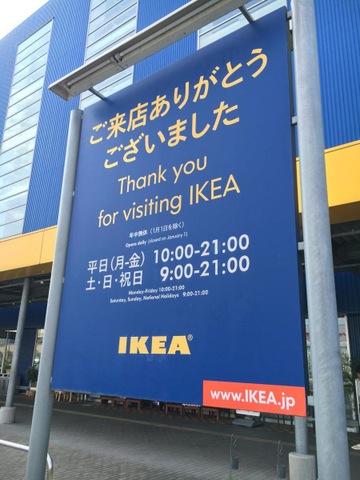 ご来店ありがとう
ございました
Thank you
for visiting IKEA
年中無休（1月1日を除く）
Opens daily (closed on January 1)
平日（月-金）10:00-21:00
土・日・祝日 9:00-21:00
Monday-Friday 10:00-21:00
Saturday, Sunday, National Holidays 9:00-21:00
IKEA®
www.IKEA.jp